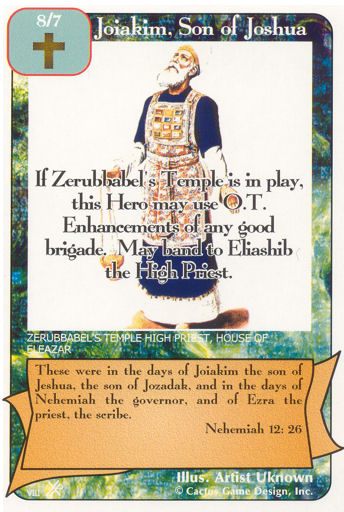 8/7
Joiakim, Son of Joshua
If Zerubbabel's Temple is in play,
this Hero may use O.T.
Enhancements of any good
brigade. May band to Eliashib
the High Priest.
ZERUBBABEL'S TEMPLE HIGH PRIEST, HOUSE OF
ELEAZAR
These were in the days of Joiakim the son of
Jeshua, the son of Jozadak, and in the days of
Nehemiah the governor, and of Ezra the
priest, the scribe.
Nehemiah 12: 26
Illus. Artist Uknown
VIII
© Cactus Game Design, Inc.